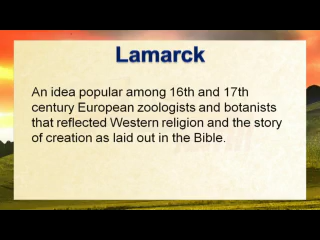 Lamarck
An idea popular among 16th and 17th
century European zoologists and botanists
that reflected Western religion and the story
of creation as laid out in the Bible.